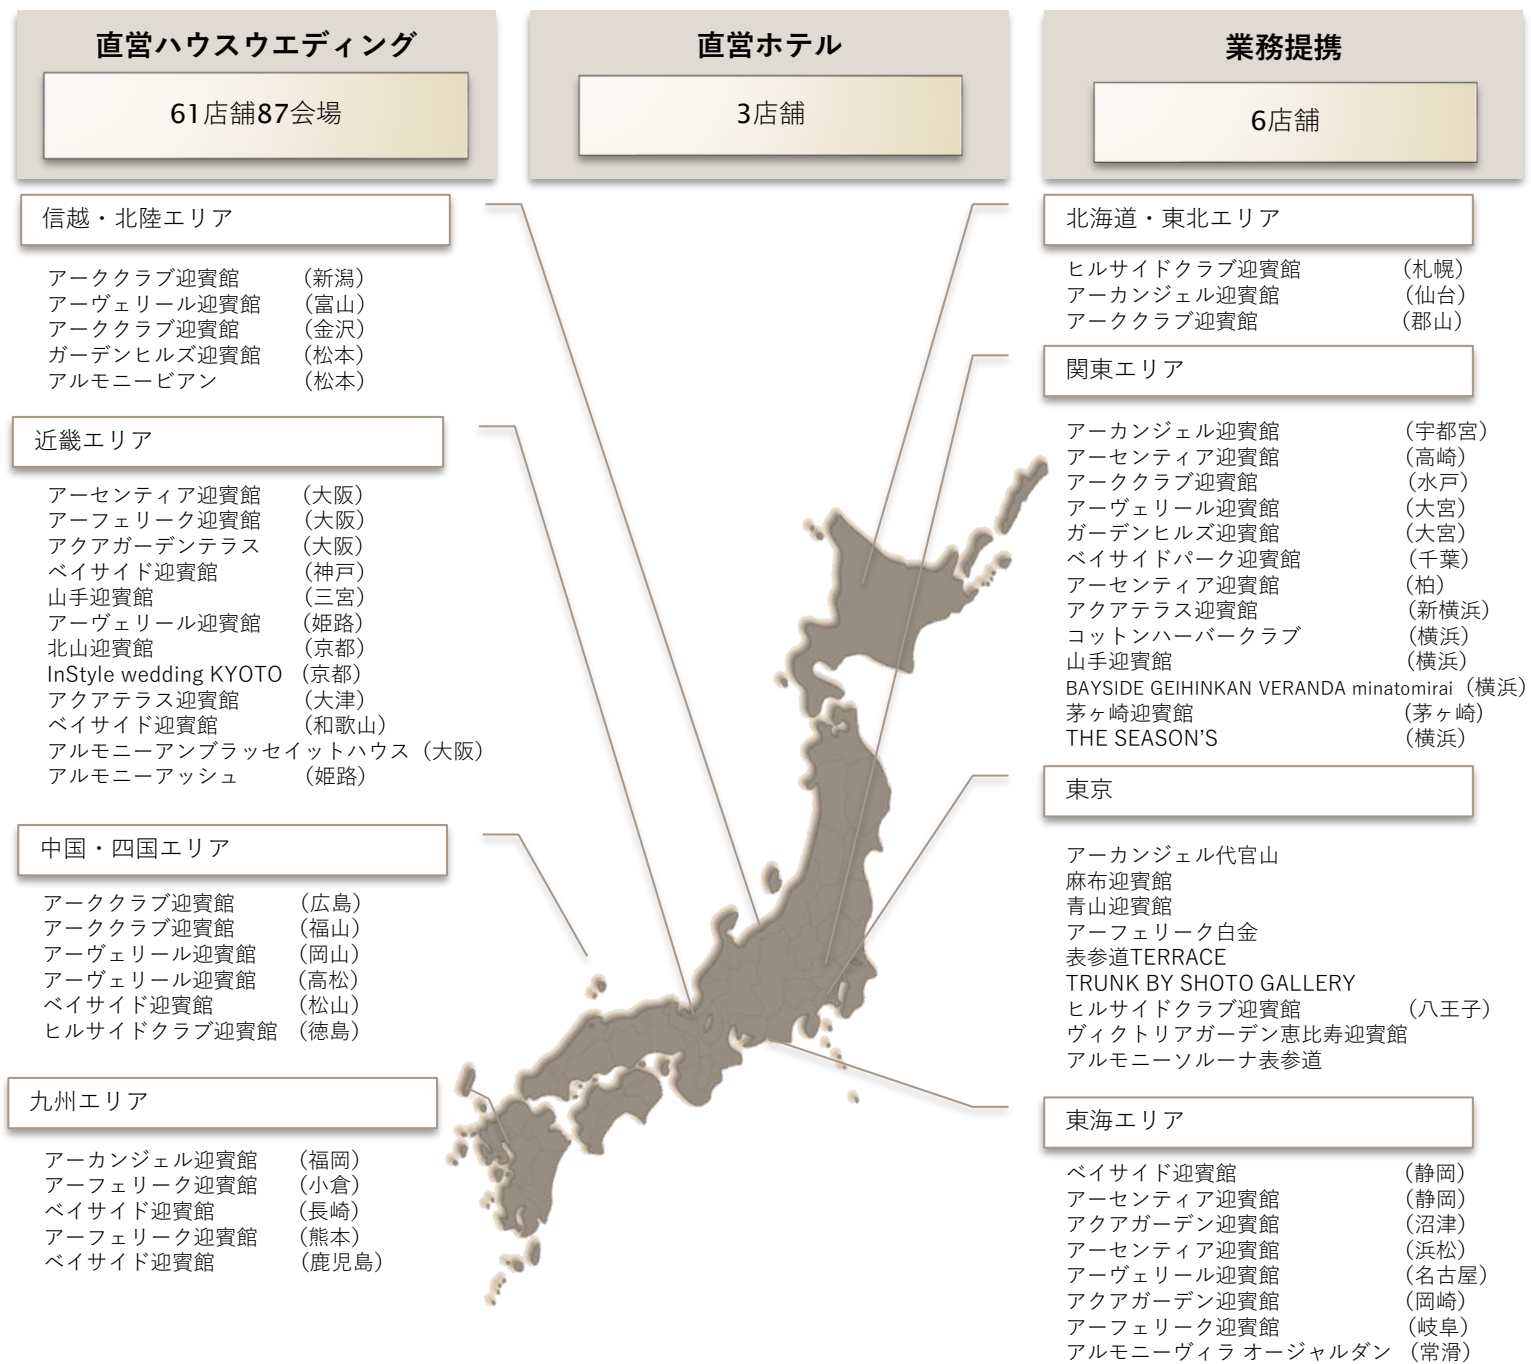 直営ハウスウエディング
61店舗87会場
直営ホテル
3店舗
業務提携
6店舗
信越・北陸エリア
アーククラブ迎賓館 （新潟）
アーヴェリール迎賓館 （富山）
アーククラブ迎賓館 （金沢）
ガーデンヒルズ迎賓館 （松本）
アルモニービアン （松本）
近畿エリア
アーセンティア迎賓館 （大阪）
アーフェリーク迎賓館 （大阪）
アクアガーデンテラス （大阪）
ベイサイド迎賓館 （神戸）
山手迎賓館 （三宮）
アーヴェリール迎賓館 （姫路）
北山迎賓館 （京都）
InStyle wedding KYOTO （京都）
アクアテラス迎賓館 （大津）
ベイサイド迎賓館 （和歌山）
アルモニーアンブラッセイットハウス（大阪）
アルモニーアッシュ （姫路）
中国・四国エリア
アーククラブ迎賓館 （広島）
アーククラブ迎賓館 （福山）
アーヴェリール迎賓館 （岡山）
アーヴェリール迎賓館 （高松）
ベイサイド迎賓館 （松山）
ヒルサイドクラブ迎賓館 （徳島）
九州エリア
アーカンジェル迎賓館 （福岡）
アーフェリーク迎賓館 （小倉）
ベイサイド迎賓館 （長崎）
アーフェリーク迎賓館 （熊本）
ベイサイド迎賓館 （鹿児島）
北海道・東北エリア
ヒルサイドクラブ迎賓館 （札幌）
アーカンジェル迎賓館 （仙台）
アーククラブ迎賓館 （郡山）
関東エリア
アーカンジェル迎賓館 （宇都宮）
アーセンティア迎賓館 （高崎）
アーククラブ迎賓館 （水戸）
アーヴェリール迎賓館 （大宮）
ガーデンヒルズ迎賓館 （大宮）
ベイサイドパーク迎賓館 （千葉）
アーセンティア迎賓館 （柏）
アクアテラス迎賓館 （新横浜）
コットンハーバークラブ （横浜）
山手迎賓館 （横浜）
BAYSIDE GEIHINKAN VERANDA minatomirai（横浜）
茅ヶ崎迎賓館 （茅ヶ崎）
THE SEASON’S （横浜）
東京
アーカンジェル代官山
麻布迎賓館
青山迎賓館
アーフェリーク白金
表参道TERRACE
TRUNK BY SHOTO GALLERY
ヒルサイドクラブ迎賓館 （八王子）
ヴィクトリアガーデン恵比寿迎賓館
アルモニーソルーナ表参道
東海エリア
ベイサイド迎賓館 （静岡）
アーセンティア迎賓館 （静岡）
アクアガーデン迎賓館 （沼津）
アーセンティア迎賓館 （浜松）
アーヴェリール迎賓館 （名古屋）
アクアガーデン迎賓館 （岡崎）
アーフェリーク迎賓館 （岐阜）
アルモニーヴィラ オージャルダン （常滑）